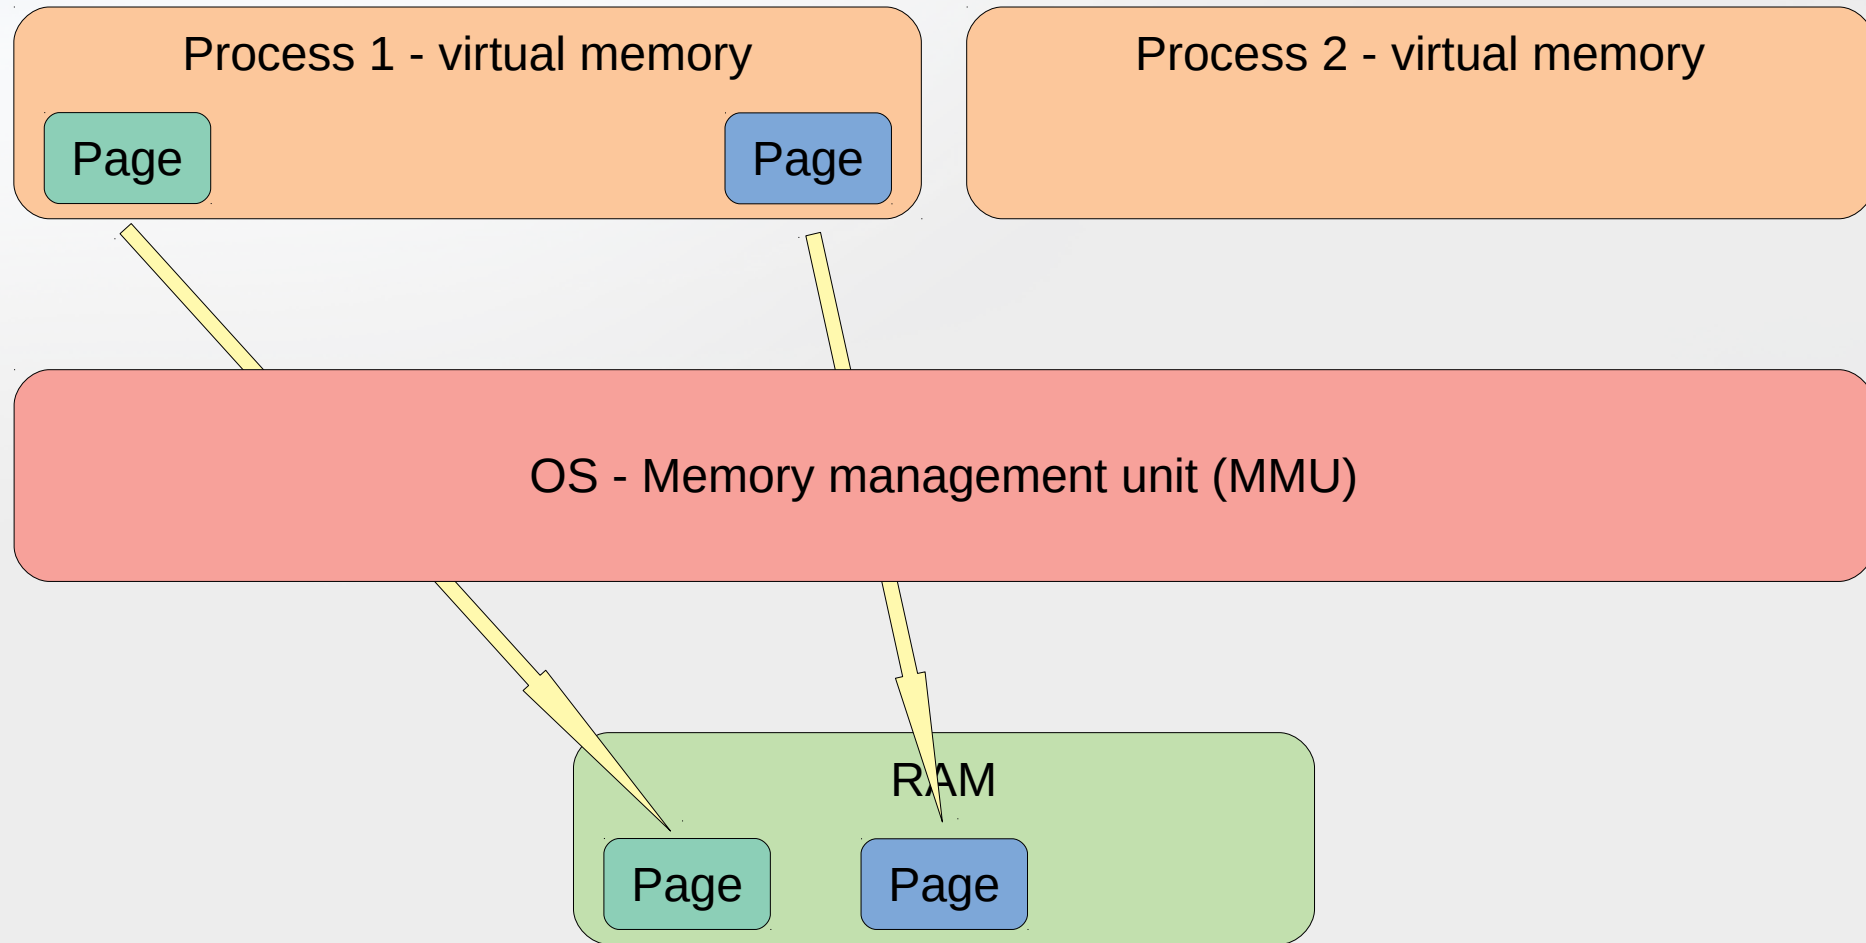 Process 1 - virtual memory
Process 2 - virtual memory
Page
Page
OS - Memory management unit (MMU)
RAM
Page
Page